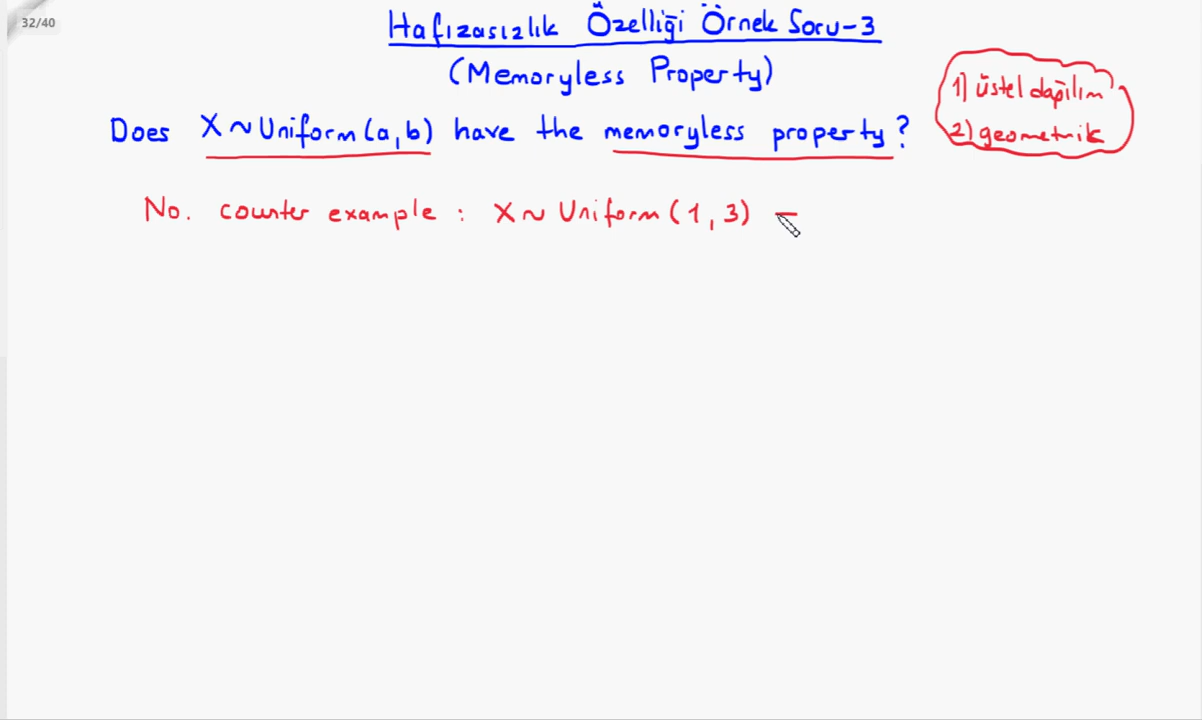 32/40
Hafızasızlık Özelliği Örnek Soru-3
(Memoryless Property)
1) üstel dağılım
Does X~Uniform(a,b) have the memoryless property?
2) geometrik
No. counter example : X~Uniform(1,3)